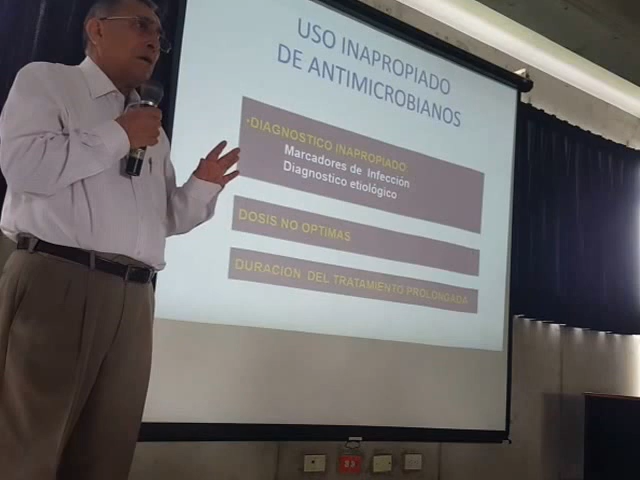 USO INAPROPIADO
DE ANTIMICROBIANOS
•DIAGNOSTICO INAPROPIADO:
Marcadores de Infección
Diagnostico etiológico
DOSIS NO OPTIMAS
DURACION DEL TRATAMIENTO PROLONGADA